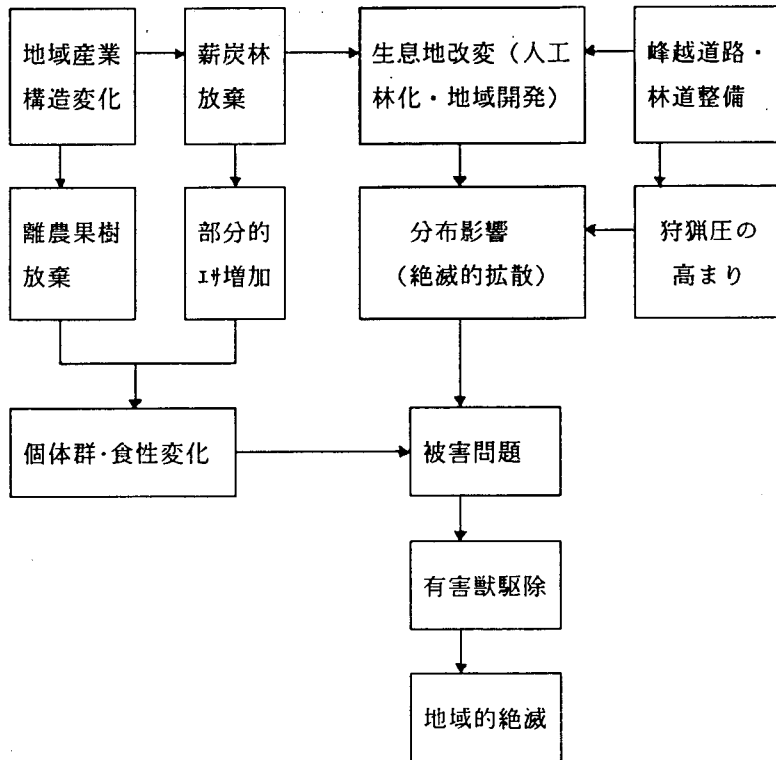 地域産業
構造変化
薪炭林
放棄
生息地改変（人工
林化・地域開発）
峰越道路・
林道整備
離農果樹
放棄
部分的
ｴｻ増加
分布影響
（絶滅的拡散）
狩猟圧の
高まり
個体群・食性変化
被害問題
有害獣駆除
地域的絶滅